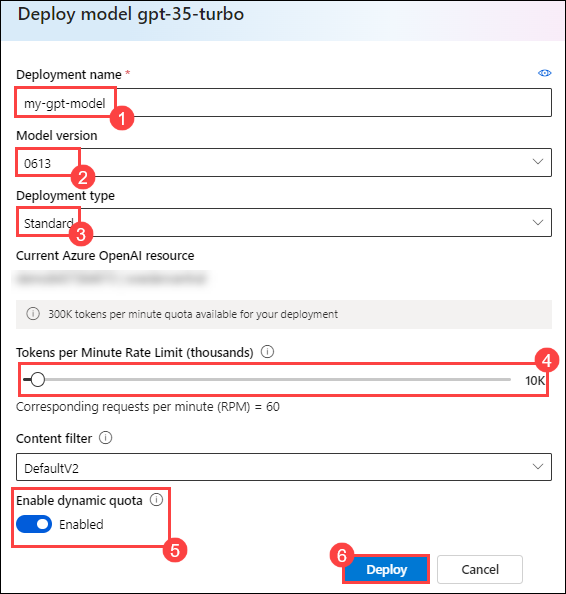 Deploy model gpt-35-turbo
Deployment name *
my-gpt-model
1
Model version
0613
2
Deployment type
Standard
3
Current Azure OpenAI resource
300K tokens per minute quota available for your deployment
Tokens per Minute Rate Limit (thousands)
4
10K
Corresponding requests per minute (RPM) = 60
Content filter
DefaultV2
Enable dynamic quota
Enabled
5
6
Deploy Cancel